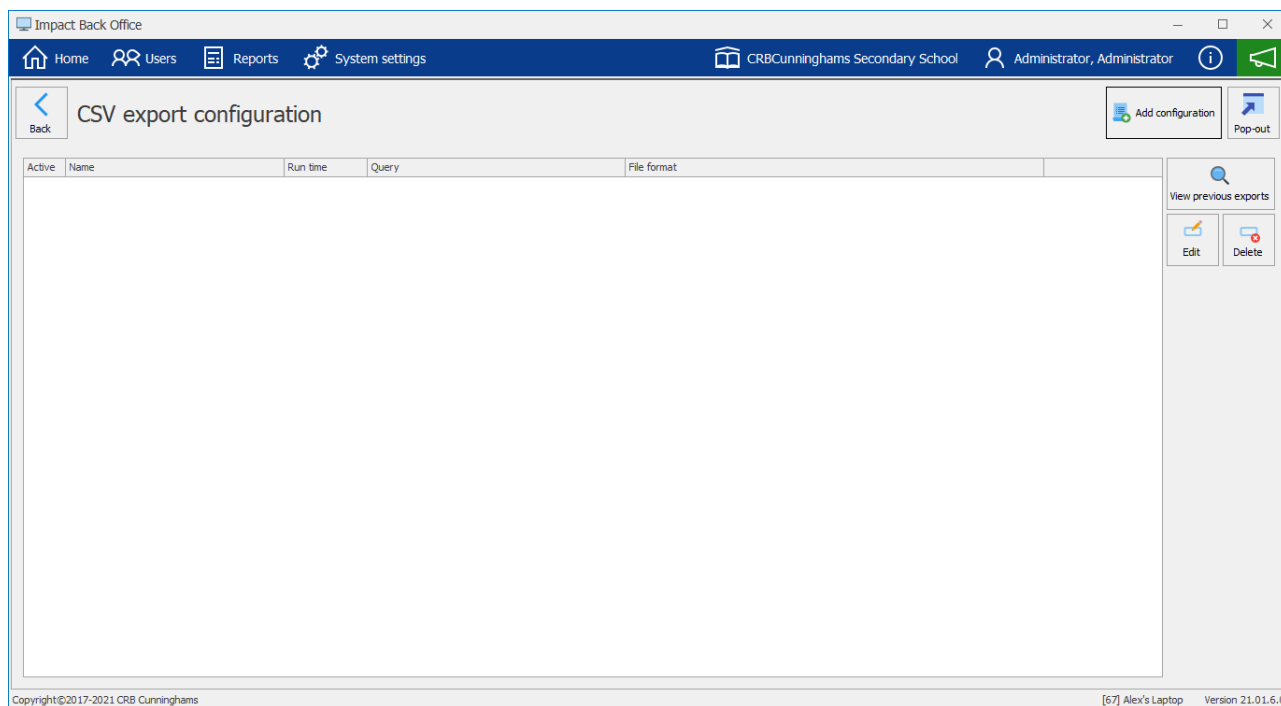 Impact Back Office
Home Users Reports System settings CRBCunninghams Secondary School Administrator, Administrator
Back CSV export configuration Add configuration Pop-out
Active Name Run time Query File format
View previous exports
Edit Delete
Copyright©2017-2021 CRB Cunninghams [67] Alex's Laptop Version 21.01.6.